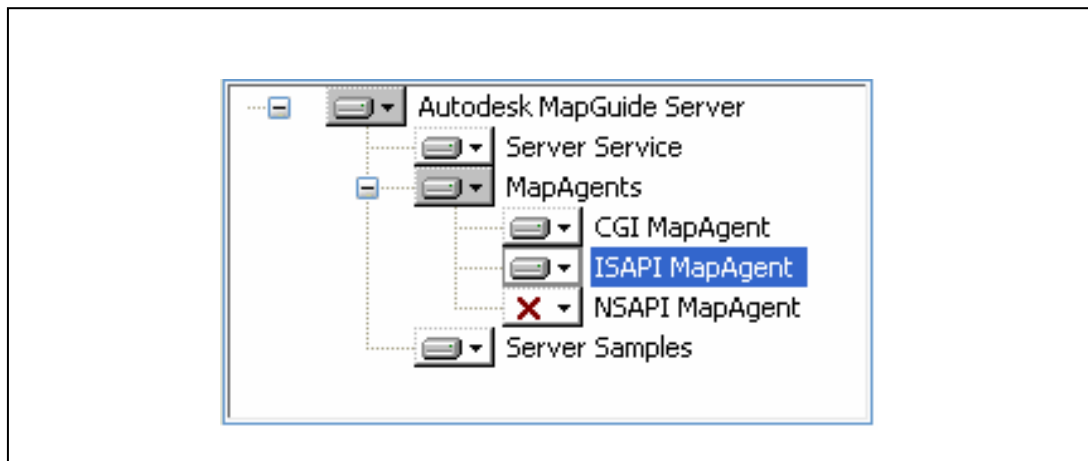 Autodesk MapGuide Server
Server Service
MapAgents
CGI MapAgent
ISAPI MapAgent
NSAPI MapAgent
Server Samples